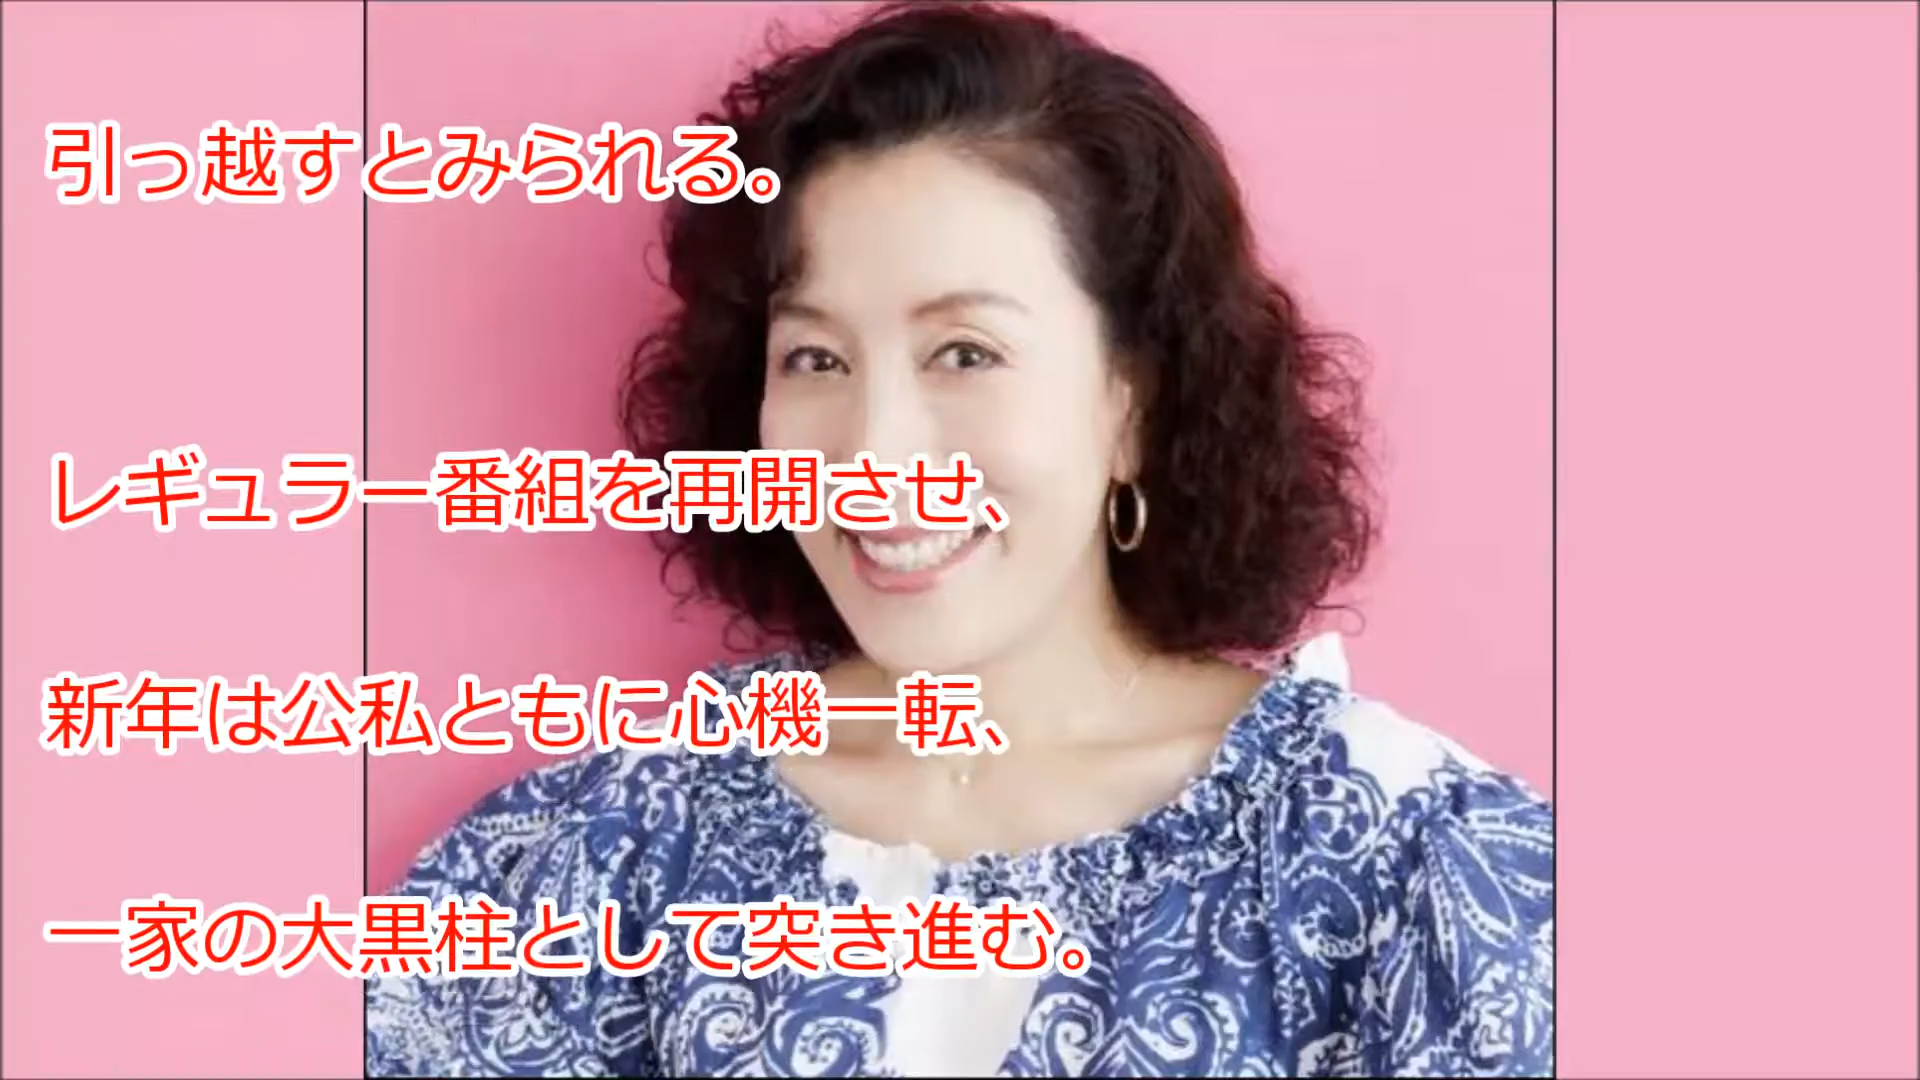 引っ越すとみられる。
レギュラー番組を再開させ、
新年は公私ともに心機一転、
一家の大黒柱として突き進む。